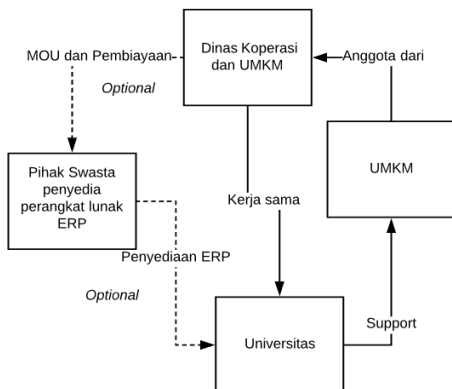 MOU dan Pembiayaan
Optional
Dinas Koperasi
dan UMKM
Anggota dari
Pihak Swasta
penyedia
perangkat lunak
ERP
UMKM
Kerja sama
Penyediaan ERP
Optional
Universitas
Support